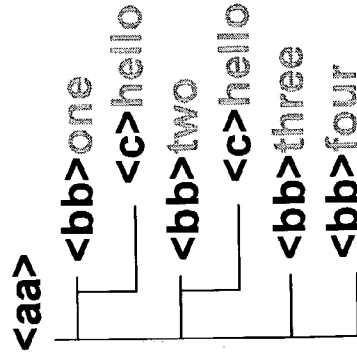 <aa>
<bb>one
<c>hello
<bb>two
<c>hello
<bb>three
<bb>four